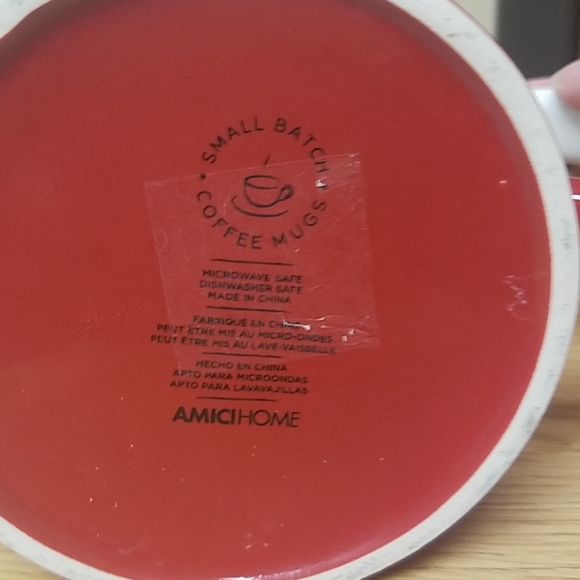 • SMALL BATCH •
COFFEE MUGS
MICROWAVE SAFE
DISHWASHER SAFE
MADE IN CHINA
FABRIQUÉ EN CHINE
PEUT ÊTRE MIS AU MICRO-ONDES
PEUT ÊTRE MIS AU LAVE-VAISSELLE
HECHO EN CHINA
APTO PARA MICROONDAS
APTO PARA LAVAVAJILLAS
AMICIHOME